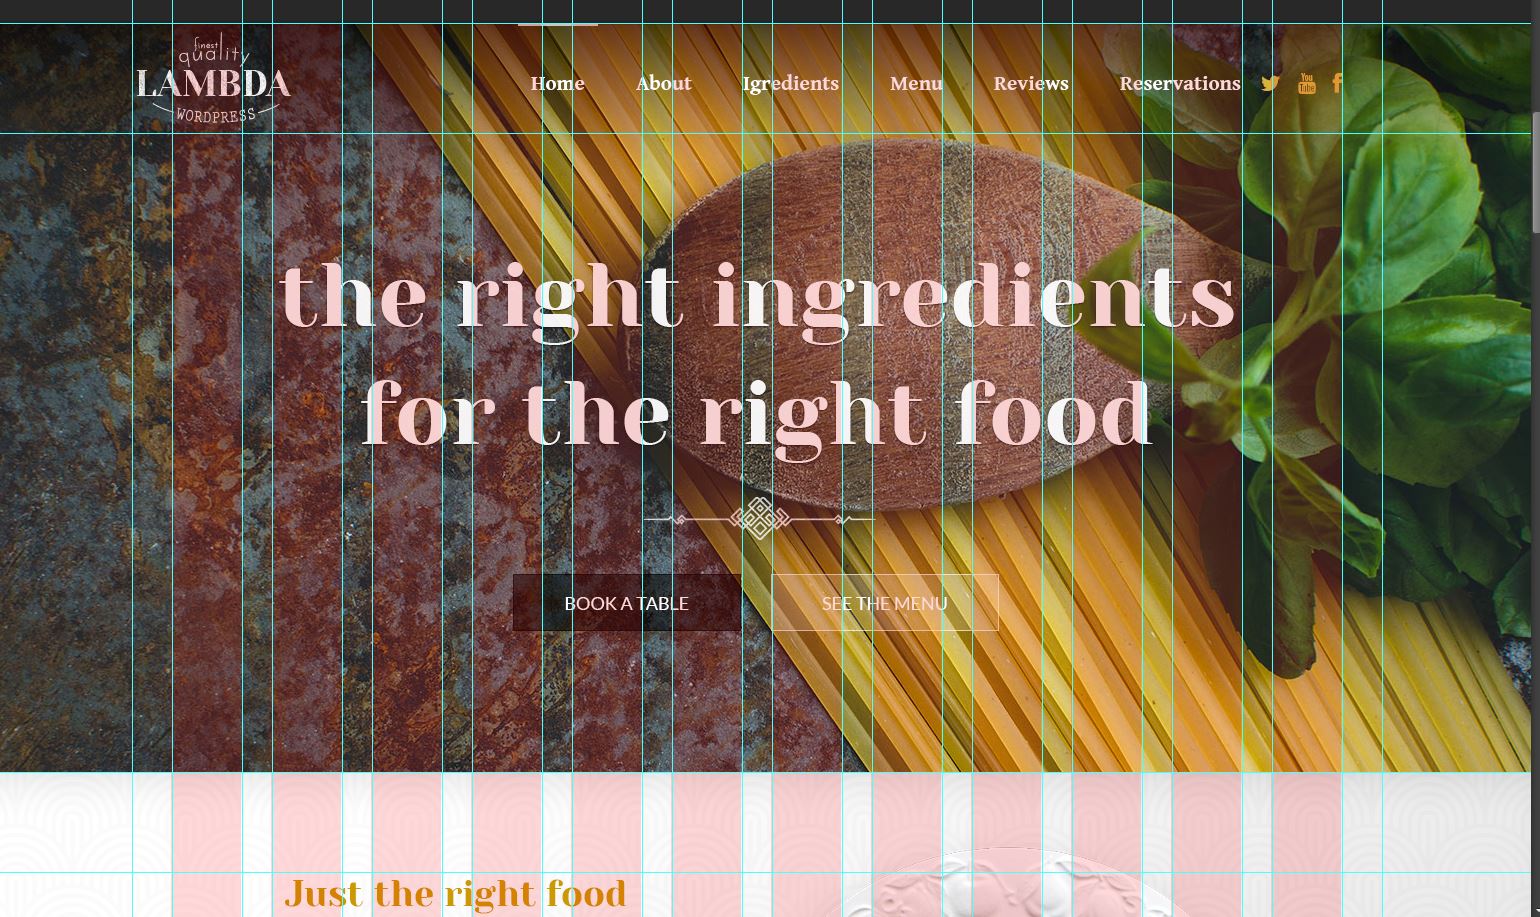 finest
quality
LAMBDA
WORDPRESS
Home About Igredients Menu Reviews Reservations
You
Tube
the right ingredients
for the right food
BOOK A TABLE SEE THE MENU
Just the right food